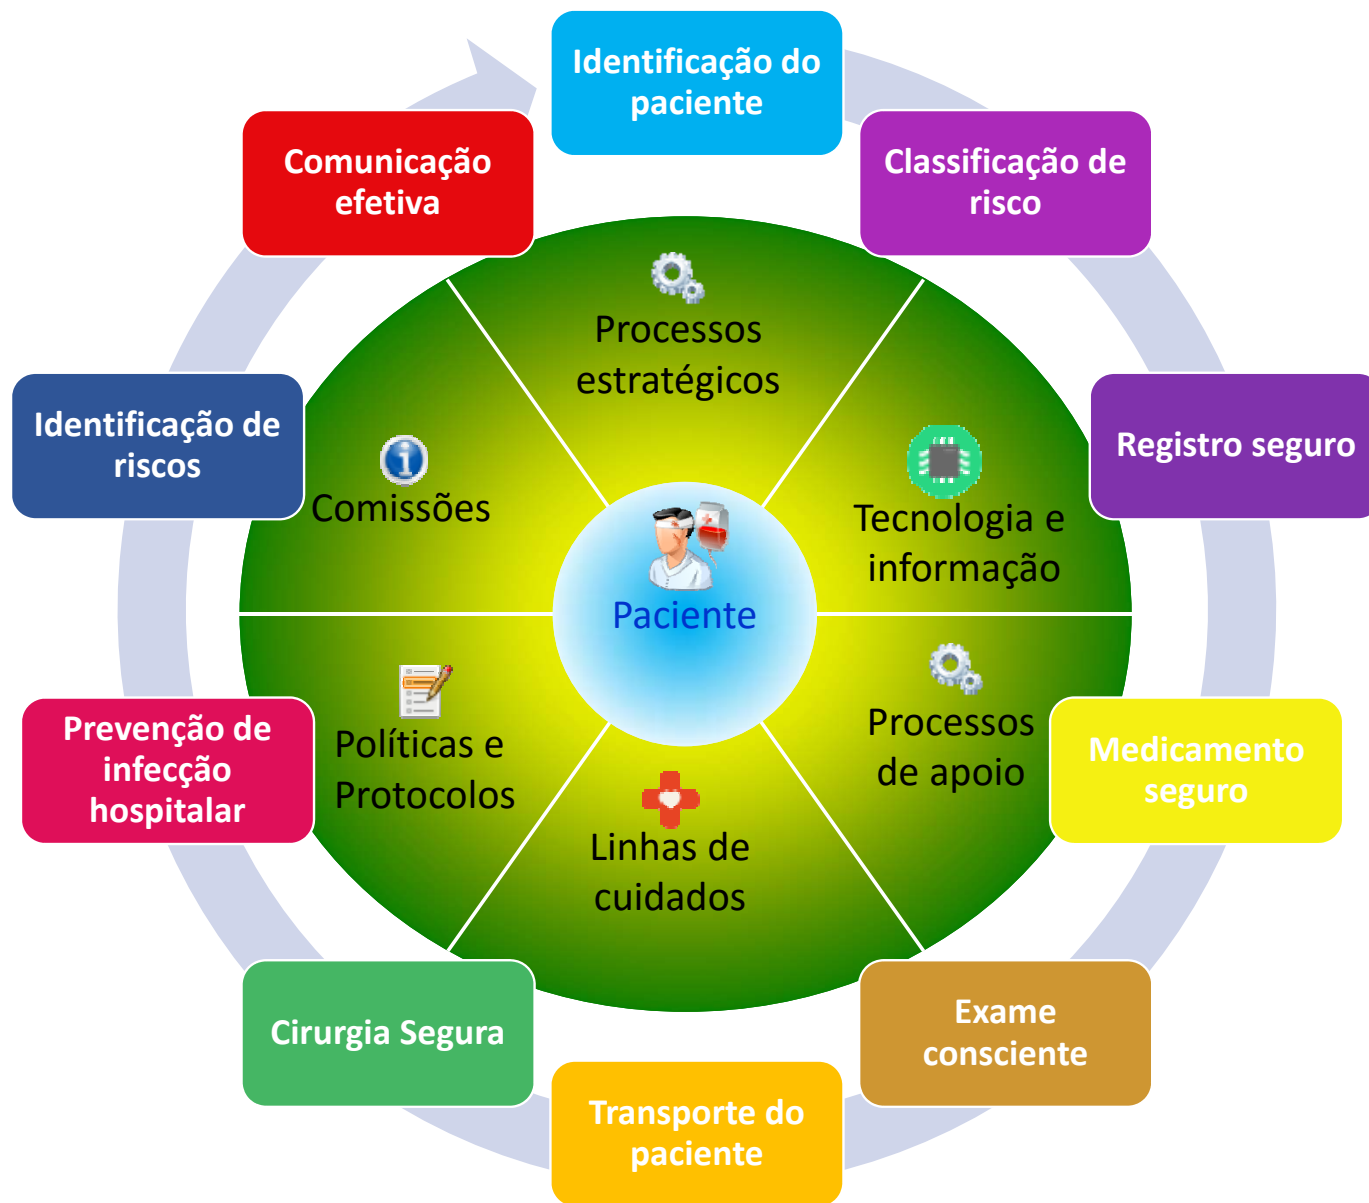 Identificação do
paciente
Classificação de
risco
Registro seguro
Medicamento
seguro
Exame
consciente
Transporte do
paciente
Cirurgia Segura
Prevenção de
infecção
hospitalar
Identificação de
riscos
Comunicação
efetiva
Processos
estratégicos
Tecnologia e
informação
Processos
de apoio
Linhas de
cuidados
Políticas e
Protocolos
Comissões
Paciente